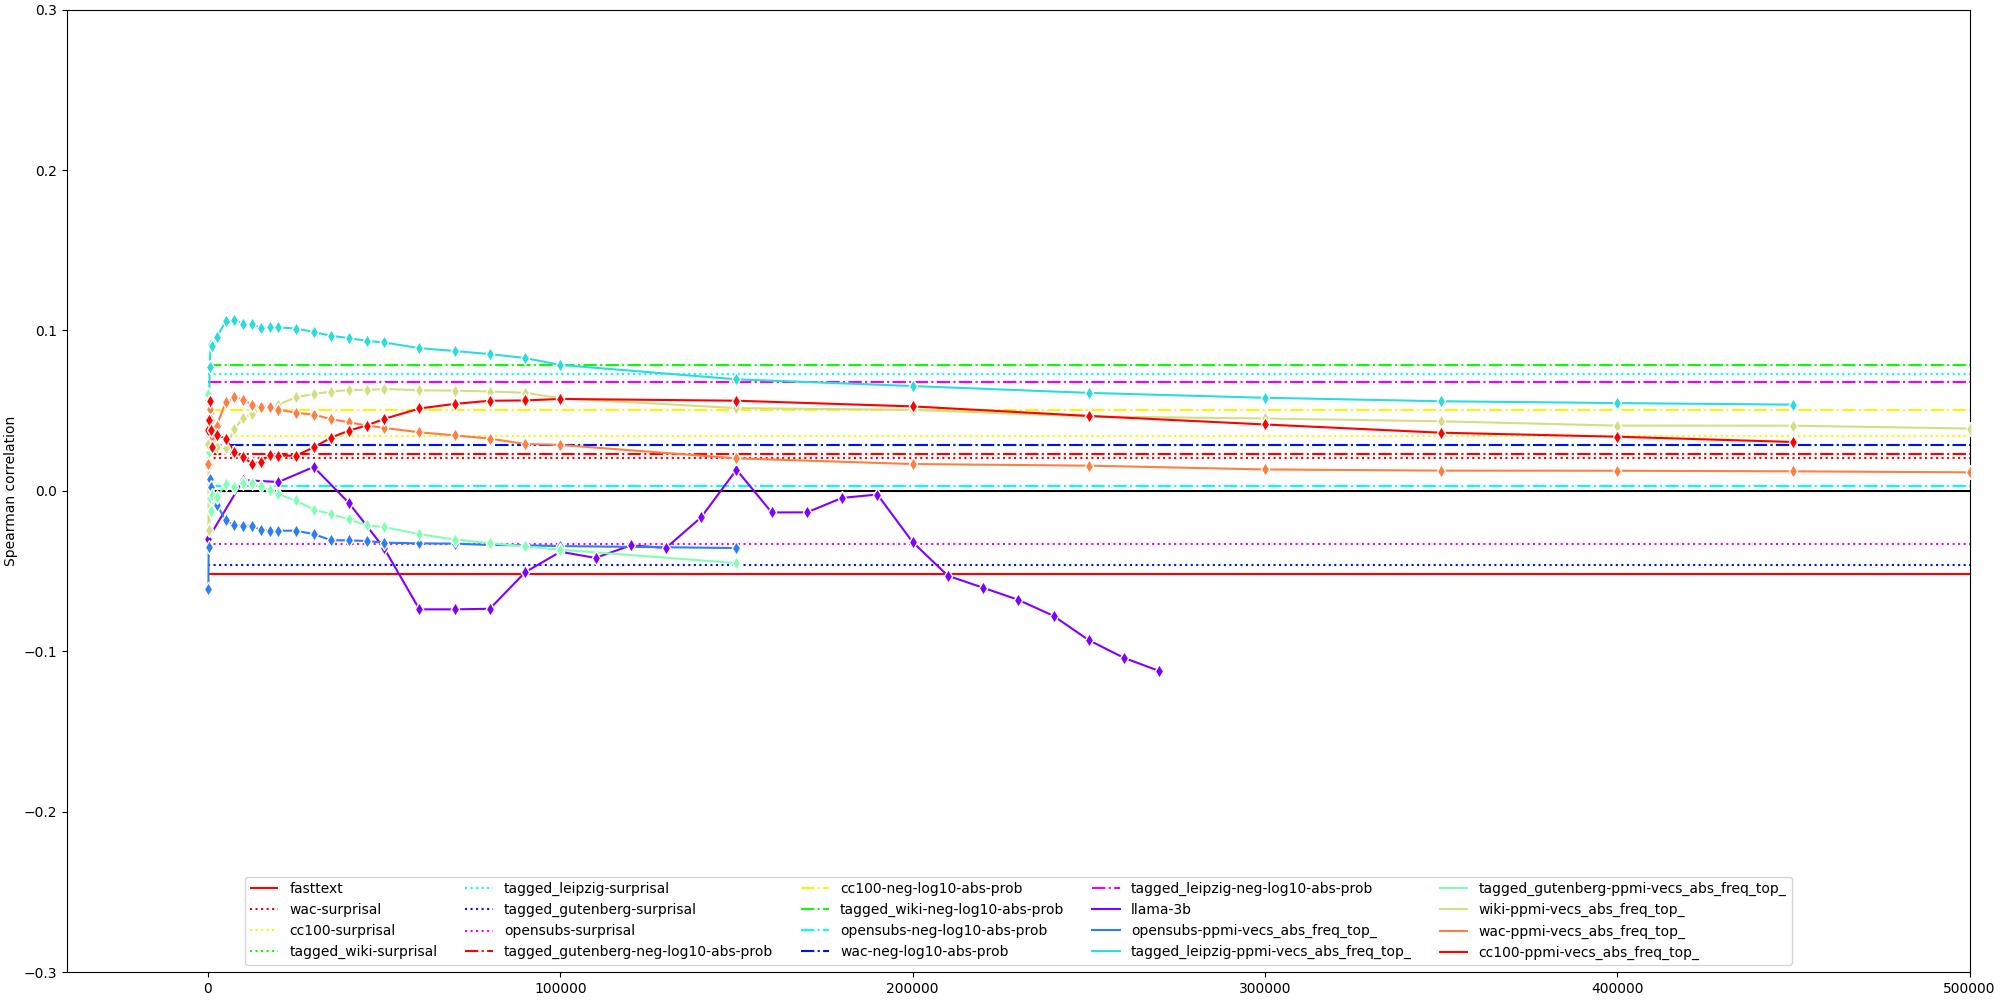 0.3
0.2
0.1
0.0
−0.1
−0.2
−0.3
Spearman correlation
fasttext
wac-surprisal
cc100-surprisal
tagged_wiki-surprisal
tagged_leipzig-surprisal
tagged_gutenberg-surprisal
opensubs-surprisal
tagged_gutenberg-neg-log10-abs-prob
cc100-neg-log10-abs-prob
tagged_wiki-neg-log10-abs-prob
opensubs-neg-log10-abs-prob
wac-neg-log10-abs-prob
tagged_leipzig-neg-log10-abs-prob
llama-3b
opensubs-ppmi-vecs_abs_freq_top_
tagged_leipzig-ppmi-vecs_abs_freq_top_
tagged_gutenberg-ppmi-vecs_abs_freq_top_
wiki-ppmi-vecs_abs_freq_top_
wac-ppmi-vecs_abs_freq_top_
cc100-ppmi-vecs_abs_freq_top_
0 100000 200000 300000 400000 500000